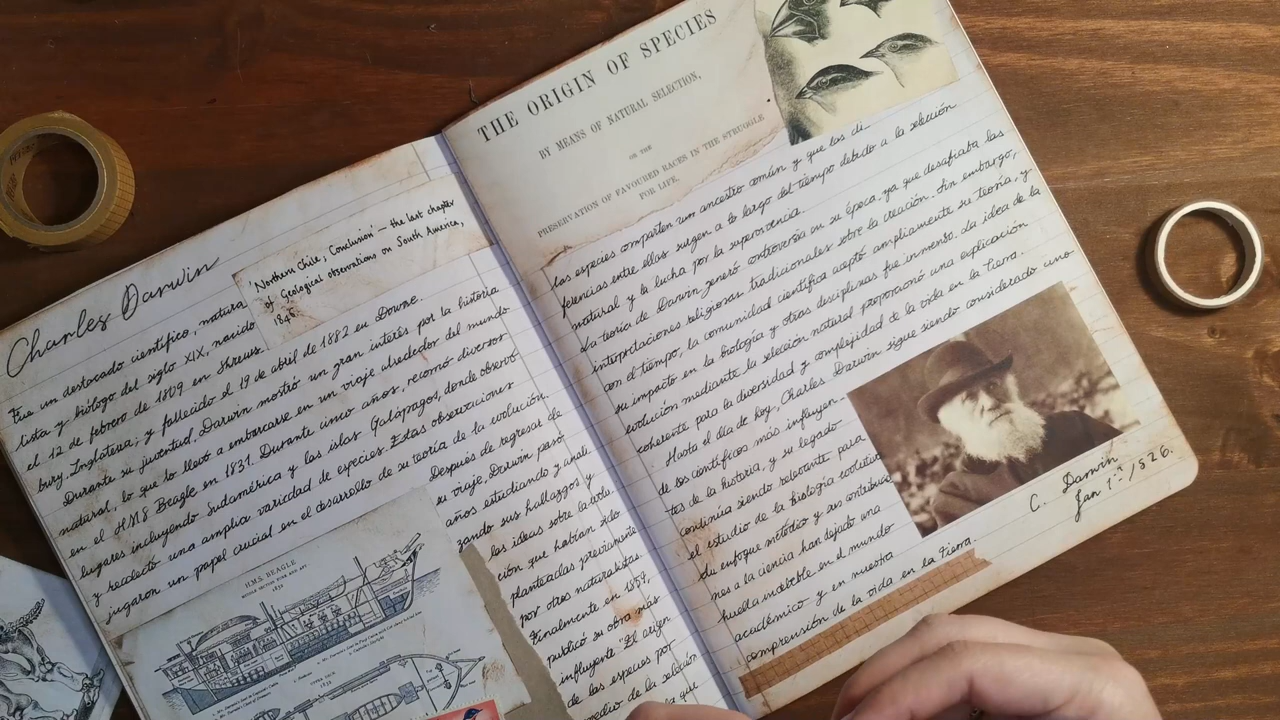 Charles Darwin
'Northern Chile, Conclusion' — the last chapter
of Geological observations on South America,
1846
Fue un destacado científico, natura
lista y biólogo del siglo XIX, nacido
el 12 de febrero de 1809 en Shrews
bury, Inglaterra; y fallecido el 19 de abril de 1882 en Downe.
Durante su juventud, Darwin mostró un gran interés por la historia
natural, lo que lo llevó a embarcarse en un viaje alrededor del mundo
en el HMS Beagle en 1831. Durante cinco años, recorrió diversos
lugares incluyendo Sudamérica y las islas Galápagos, donde observó
y recolectó una amplia variedad de especies. Estas observaciones
jugaron un papel crucial en el desarrollo de su teoría de la evolución.
Después de regresar de
su viaje, Darwin pasó
años estudiando y anali
zando sus hallazgos y
las ideas sobre la evolu
ción que habían sido
planteadas previamente
por otros naturalistas.
Finalmente en 1859,
publicó su obra más
influyente "El origen
de las especies por
medio de la selección
la que
H.M.S. BEAGLE
1832
THE ORIGIN OF SPECIES
BY MEANS OF NATURAL SELECTION,
OR THE
PRESERVATION OF FAVOURED RACES IN THE STRUGGLE
FOR LIFE.
las especies comparten un ancestro común y que las di_
ferencias entre ellas surgen a lo largo del tiempo debido a la selección
natural y la lucha por la supervivencia.
La teoría de Darwin generó controversia en su época, ya que desafiaba las
interpretaciones religiosas tradicionales sobre la creación. Sin embargo,
con el tiempo, la comunidad científica aceptó ampliamente su teoría, y
su impacto en la biología y otras disciplinas fue inmenso. La idea de la
evolución mediante la selección natural proporcionó una explicación
coherente para la diversidad y complejidad de la vida en la Tierra.
Hasta el día de hoy, Charles Darwin sigue siendo considerado uno
de los científicos más influyen
tes de la historia, y su legado
continúa siendo relevante para
el estudio de la biología evolutiva
Su enfoque metódico y sus contribucio
nes a la ciencia han dejado una
huella indeleble en el mundo
académico y en nuestra
comprensión de la vida en la Tierra.
C. Darwin
Jan 1st /826.